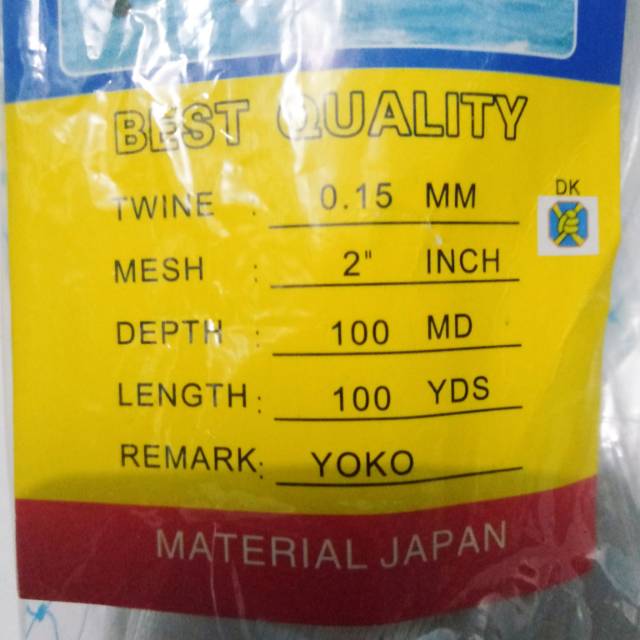 BEST QUALITY
TWINE : 0.15 MM
DK
MESH : 2" INCH
DEPTH : 100 MD
LENGTH : 100 YDS
REMARK : YOKO
MATERIAL JAPAN